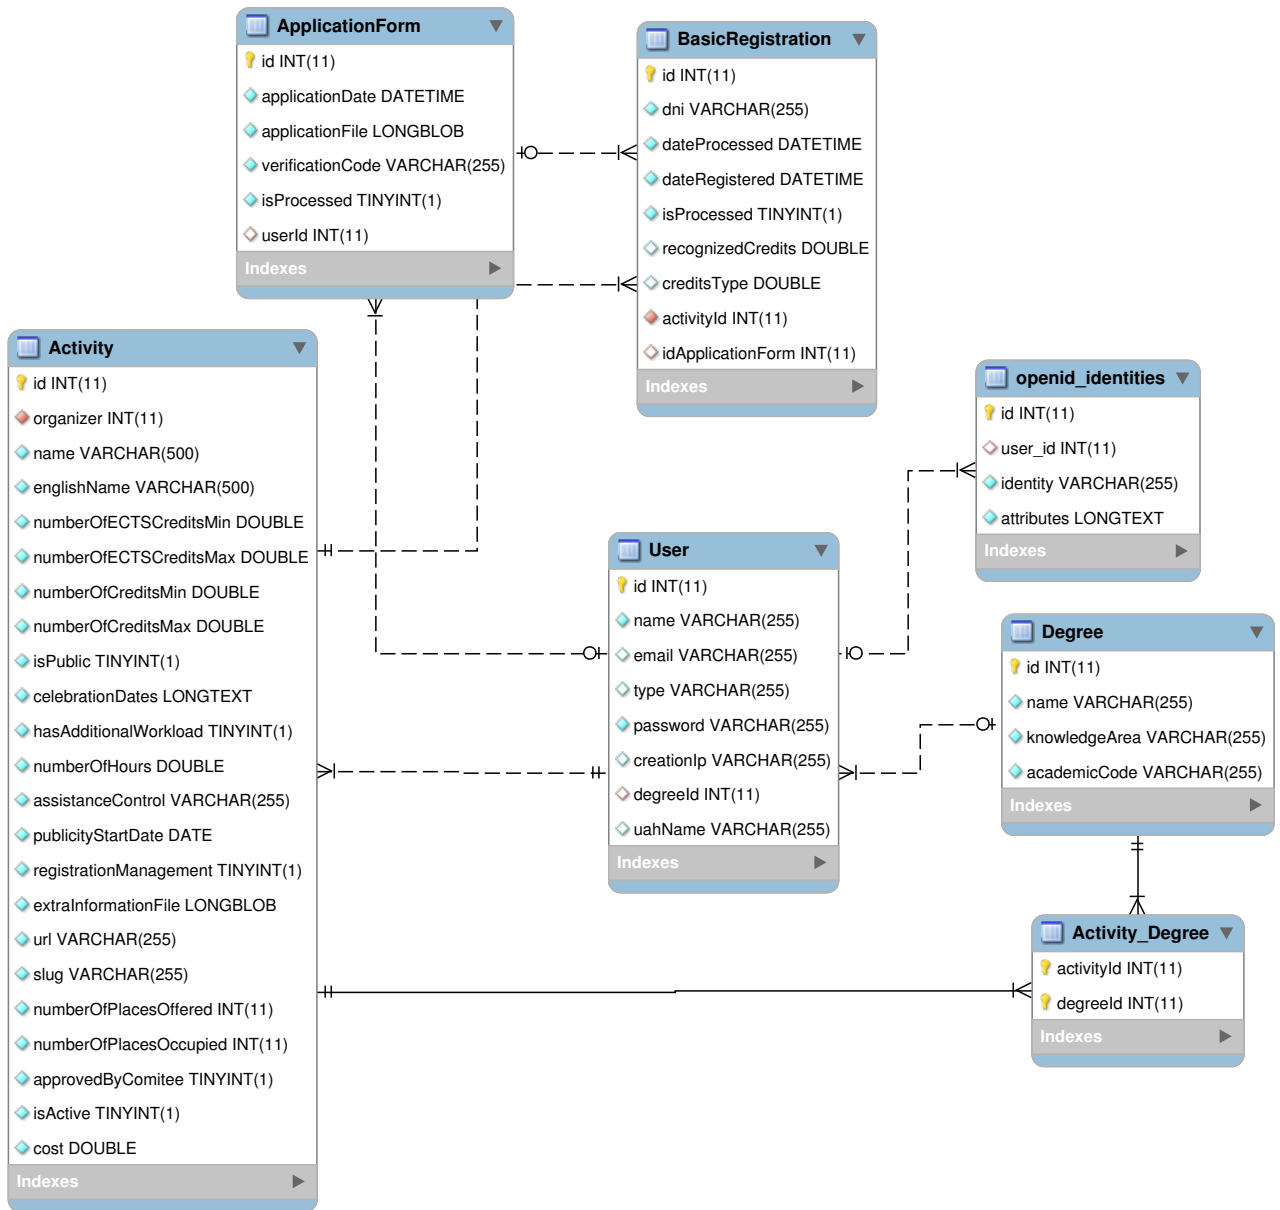 ApplicationForm
id INT(11)
applicationDate DATETIME
applicationFile LONGBLOB
verificationCode VARCHAR(255)
isProcessed TINYINT(1)
userId INT(11)
Indexes
BasicRegistration
id INT(11)
dni VARCHAR(255)
dateProcessed DATETIME
dateRegistered DATETIME
isProcessed TINYINT(1)
recognizedCredits DOUBLE
creditsType DOUBLE
activityId INT(11)
idApplicationForm INT(11)
Indexes
Activity
id INT(11)
organizer INT(11)
name VARCHAR(500)
englishName VARCHAR(500)
numberOfECTSCreditsMin DOUBLE
numberOfECTSCreditsMax DOUBLE
numberOfCreditsMin DOUBLE
numberOfCreditsMax DOUBLE
isPublic TINYINT(1)
celebrationDates LONGTEXT
hasAdditionalWorkload TINYINT(1)
numberOfHours DOUBLE
assistanceControl VARCHAR(255)
publicityStartDate DATE
registrationManagement TINYINT(1)
extraInformationFile LONGBLOB
url VARCHAR(255)
slug VARCHAR(255)
numberOfPlacesOffered INT(11)
numberOfPlacesOccupied INT(11)
approvedByComitee TINYINT(1)
isActive TINYINT(1)
cost DOUBLE
Indexes
openid_identities
id INT(11)
user_id INT(11)
identity VARCHAR(255)
attributes LONGTEXT
Indexes
User
id INT(11)
name VARCHAR(255)
email VARCHAR(255)
type VARCHAR(255)
password VARCHAR(255)
creationIp VARCHAR(255)
degreeId INT(11)
uahName VARCHAR(255)
Indexes
Degree
id INT(11)
name VARCHAR(255)
knowledgeArea VARCHAR(255)
academicCode VARCHAR(255)
Indexes
Activity_Degree
activityId INT(11)
degreeId INT(11)
Indexes